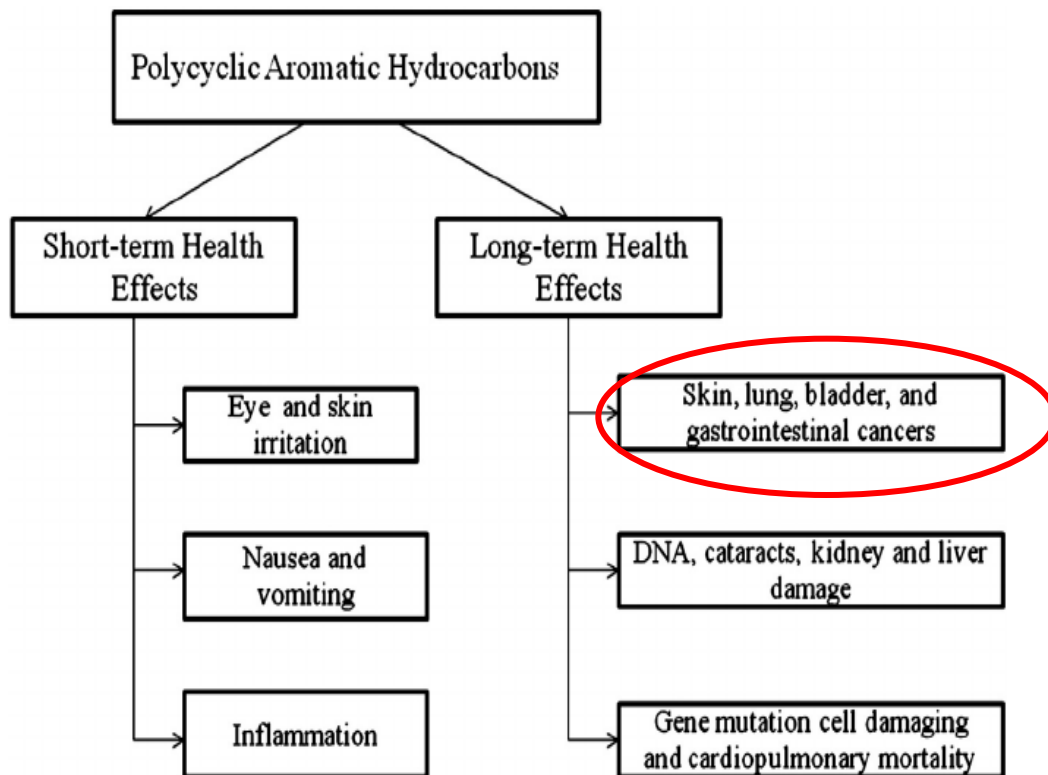 Polycyclic Aromatic Hydrocarbons
Short-term Health
Effects
Eye and skin
irritation
Nausea and
vomiting
Inflammation
Long-term Health
Effects
Skin, lung, bladder, and
gastrointestinal cancers
DNA, cataracts, kidney and liver
damage
Gene mutation cell damaging
and cardiopulmonary mortality